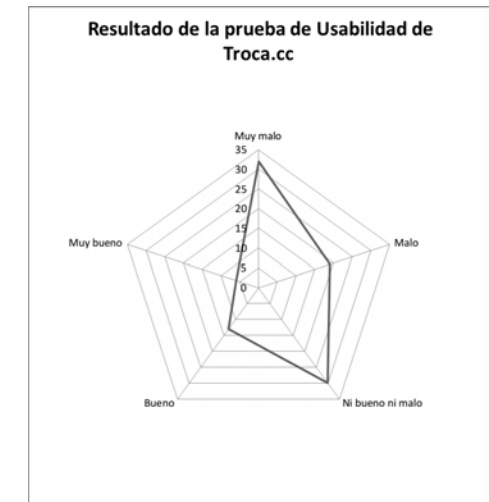 Resultado de la prueba de Usabilidad de
Troca.cc
Muy malo
35
30
25
20
15
10
5
0
Muy bueno
Malo
Bueno
Ni bueno ni malo